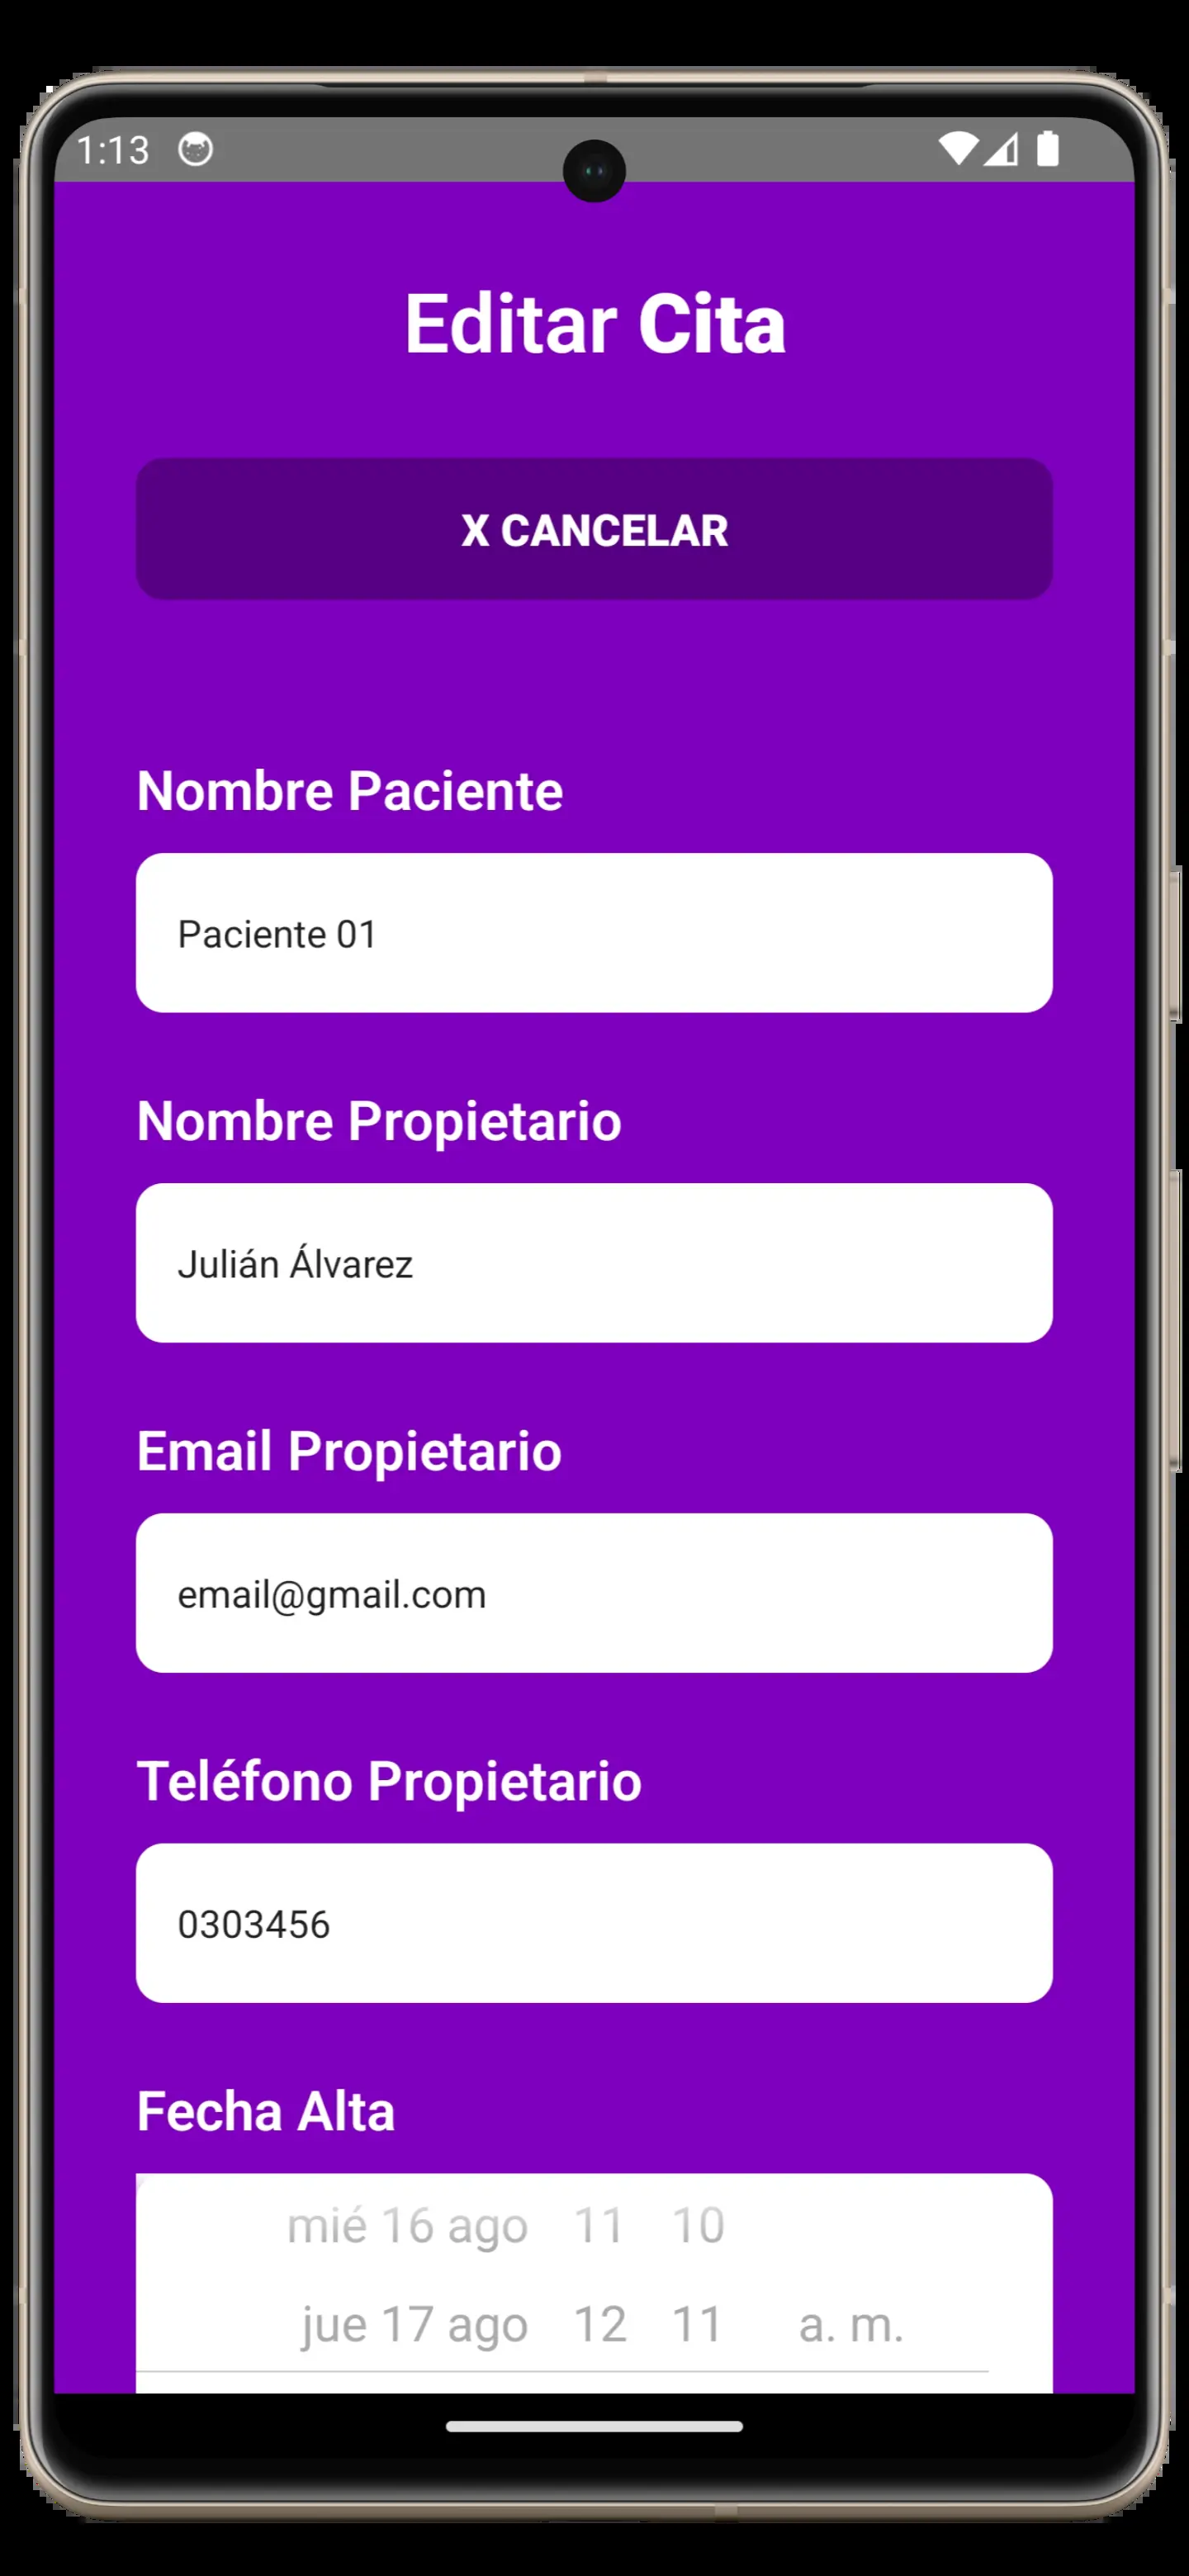 1:13
Editar Cita
X CANCELAR
Nombre Paciente
Paciente 01
Nombre Propietario
Julián Álvarez
Email Propietario
email@gmail.com
Teléfono Propietario
0303456
Fecha Alta
mié 16 ago 11 10
jue 17 ago 12 11 a. m.